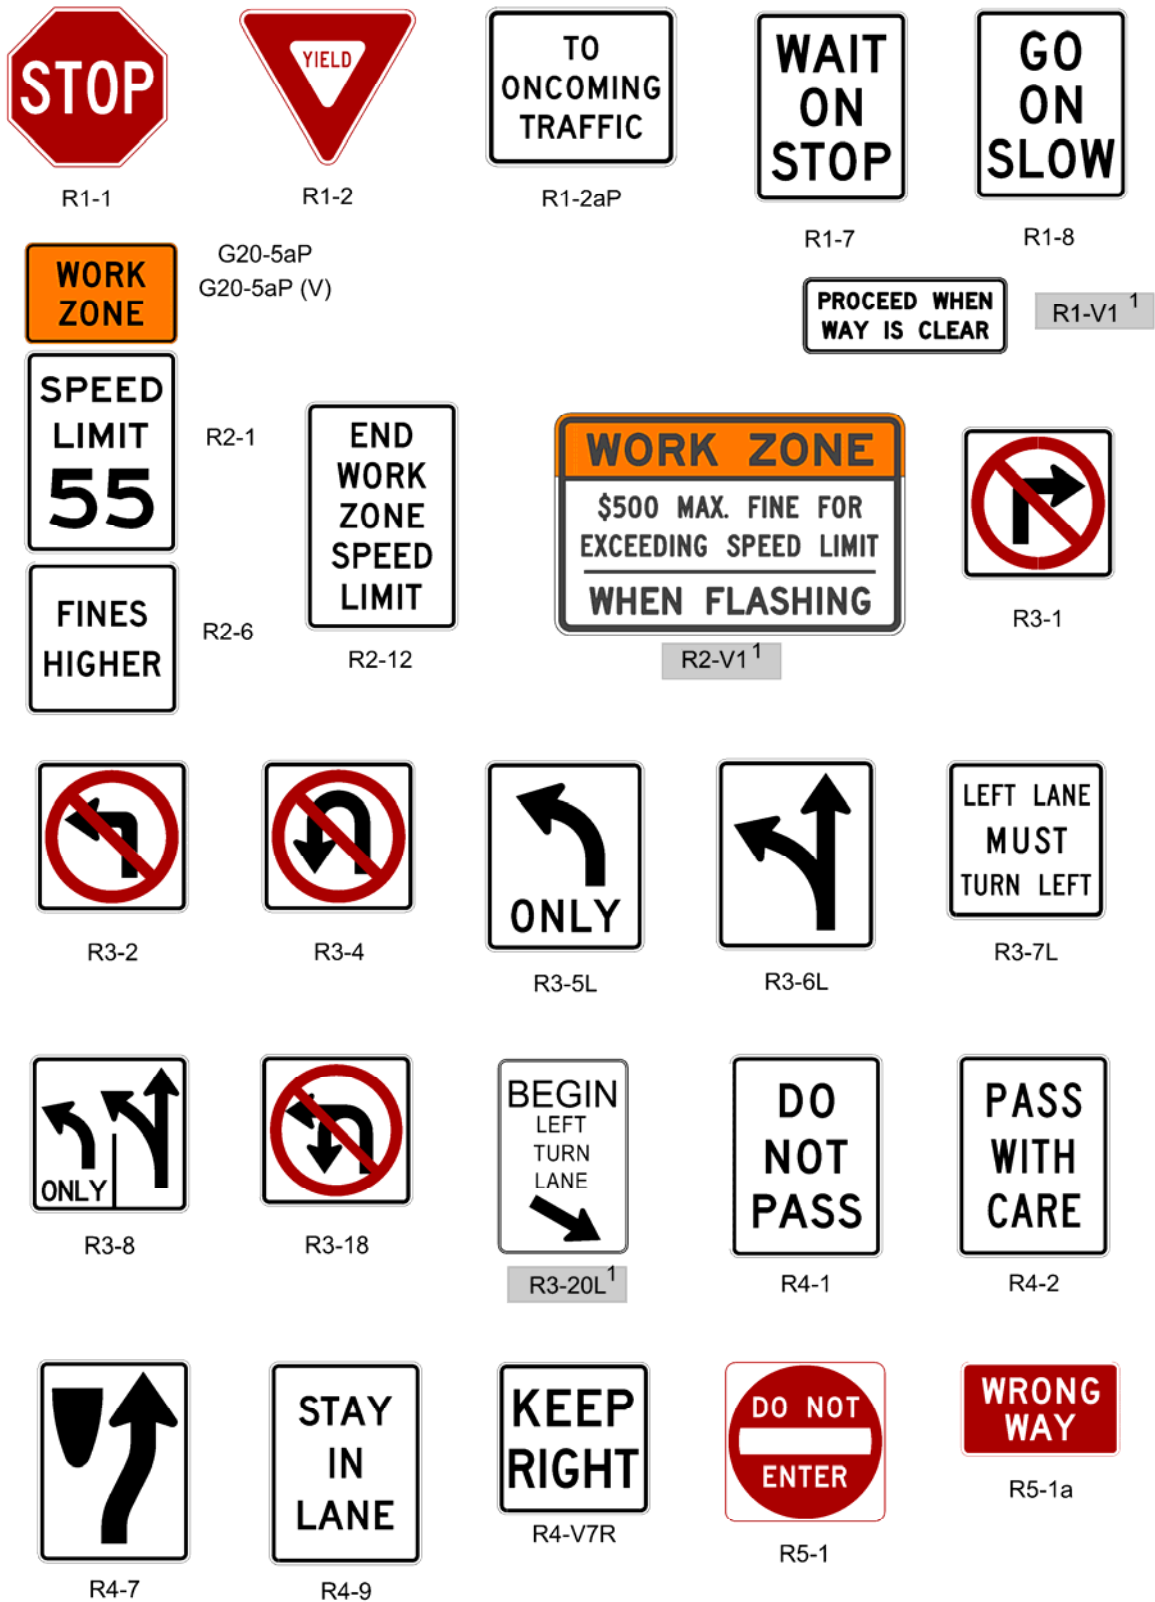 STOP
R1-1
YIELD
R1-2
TO
ONCOMING
TRAFFIC
R1-2aP
WAIT
ON
STOP
R1-7
GO
ON
SLOW
R1-8
WORK
ZONE
G20-5aP
G20-5aP (V)
PROCEED WHEN
WAY IS CLEAR
R1-V1 1
SPEED
LIMIT
55
R2-1
FINES
HIGHER
R2-6
END
WORK
ZONE
SPEED
LIMIT
R2-12
WORK ZONE
$500 MAX. FINE FOR
EXCEEDING SPEED LIMIT
WHEN FLASHING
R2-V1 1
R3-1
R3-2
R3-4
ONLY
R3-5L
R3-6L
LEFT LANE
MUST
TURN LEFT
R3-7L
ONLY
R3-8
R3-18
BEGIN
LEFT
TURN
LANE
R3-20L 1
DO
NOT
PASS
R4-1
PASS
WITH
CARE
R4-2
R4-7
STAY
IN
LANE
R4-9
KEEP
RIGHT
R4-V7R
DO NOT
ENTER
R5-1
WRONG
WAY
R5-1a